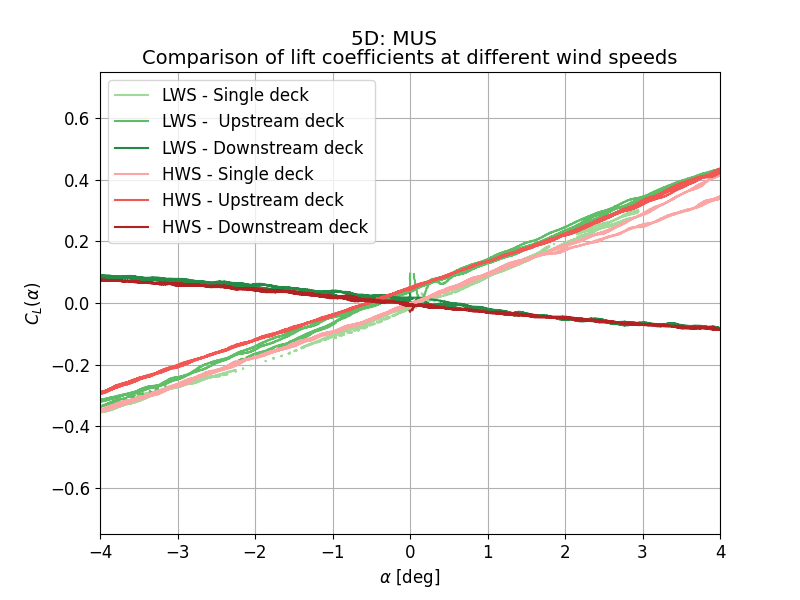 5D: MUS
Comparison of lift coefficients at different wind speeds
LWS - Single deck
LWS -  Upstream deck
LWS - Downstream deck
HWS - Single deck
HWS - Upstream deck
HWS - Downstream deck
0.6
0.4
0.2
0.0
−0.2
−0.4
−0.6
C_L(α)
−4 −3 −2 −1 0 1 2 3 4
α [deg]